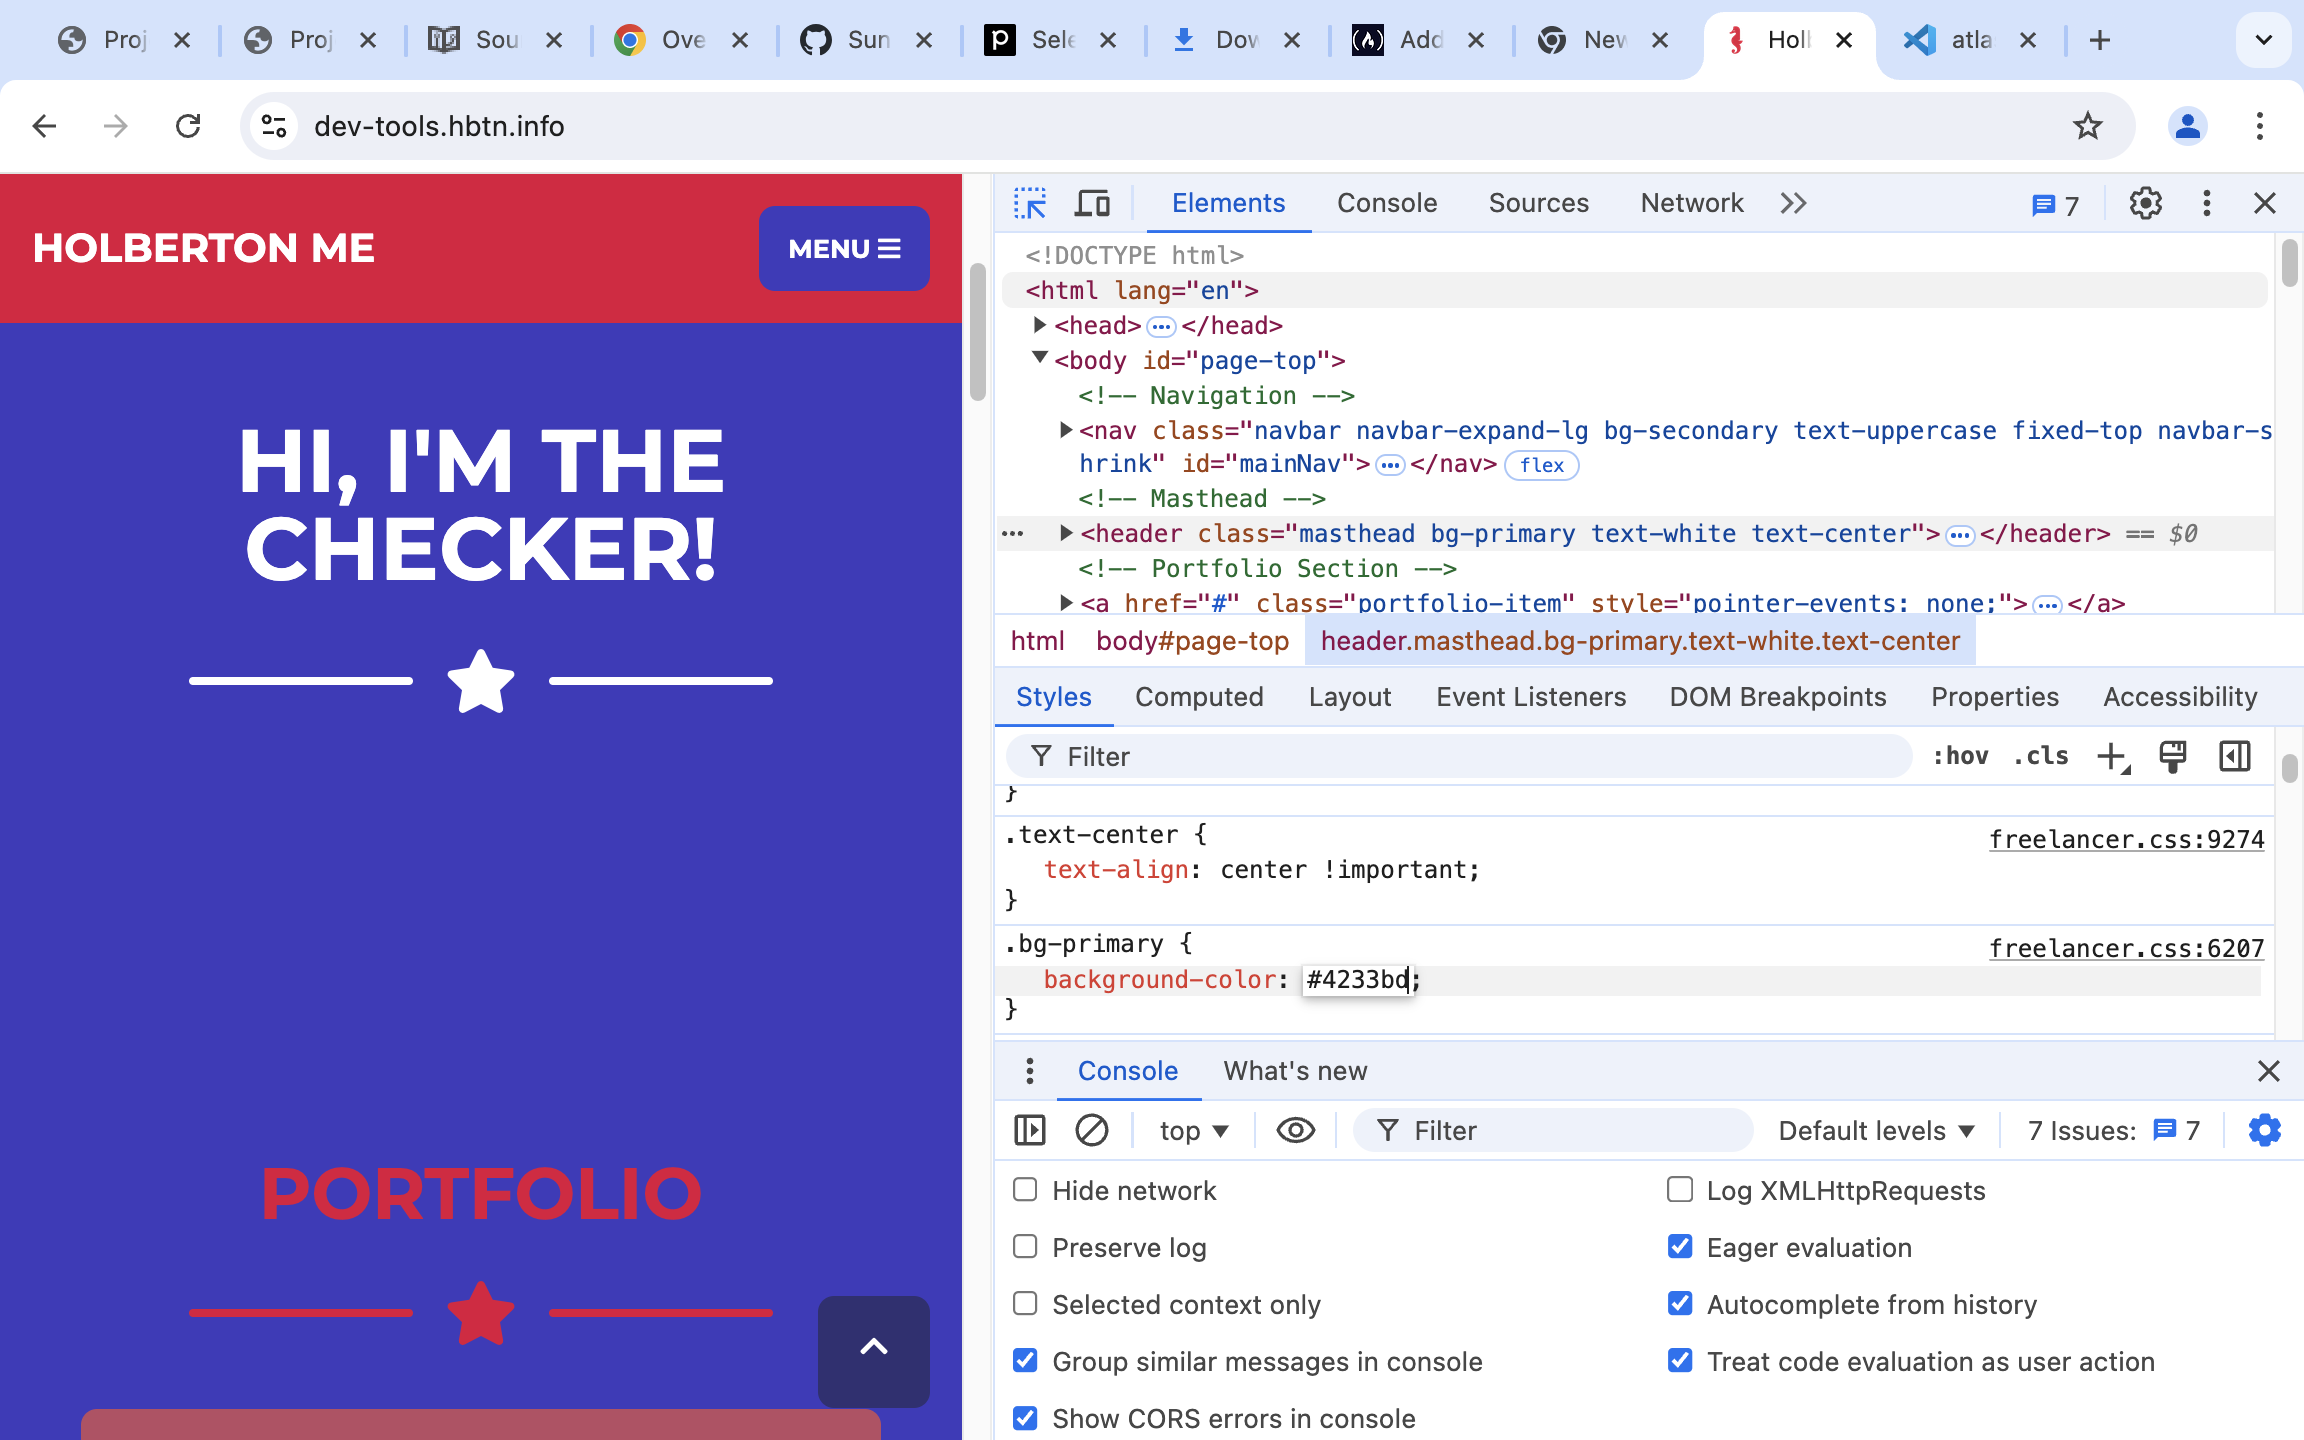 Proj
Proj
Sou
Ove
Sun
Sele
Dow
Add
New
Holl
atla
dev-tools.hbtn.info
HOLBERTON ME
MENU
HI, I'M THE
CHECKER!
PORTFOLIO
Elements Console Sources Network 7
<!DOCTYPE html>
<html lang="en">
<head>…</head>
<body id="page-top">
<!-- Navigation -->
<nav class="navbar navbar-expand-lg bg-secondary text-uppercase fixed-top navbar-s
hrink" id="mainNav">…</nav> flex
<!-- Masthead -->
… <header class="masthead bg-primary text-white text-center">…</header> == $0
<!-- Portfolio Section -->
<a href="#" class="portfolio-item" style="pointer-events: none;">…</a>
html body#page-top header.masthead.bg-primary.text-white.text-center
Styles Computed Layout Event Listeners DOM Breakpoints Properties Accessibility
Filter :hov .cls
}
.text-center { freelancer.css:9274
text-align: center !important;
}
.bg-primary { freelancer.css:6207
background-color: #4233bd;
}
Console What's new
top Filter Default levels 7 Issues: 7
Hide network Log XMLHttpRequests
Preserve log Eager evaluation
Selected context only Autocomplete from history
Group similar messages in console Treat code evaluation as user action
Show CORS errors in console